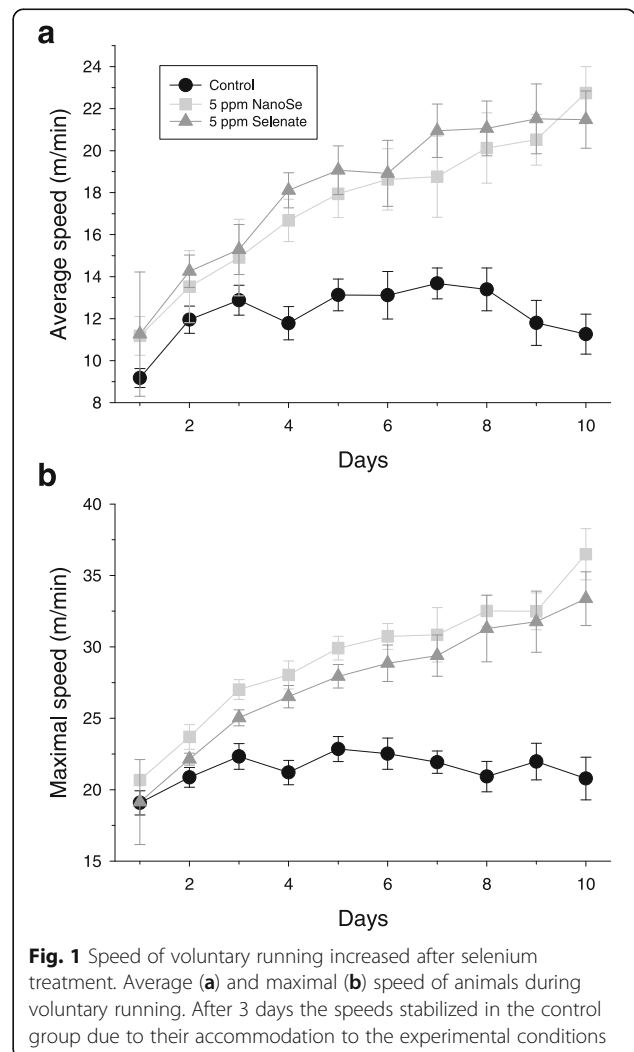 a
24
22
20
18
16
14
12
10
8
Average speed (m/min)
Control
5 ppm NanoSe
5 ppm Selenate
2 4 6 8 10
Days
b
40
35
30
25
20
15
Maximal speed (m/min)
2 4 6 8 10
Days
Fig. 1 Speed of voluntary running increased after selenium
treatment. Average (a) and maximal (b) speed of animals during
voluntary running. After 3 days the speeds stabilized in the control
group due to their accommodation to the experimental conditions